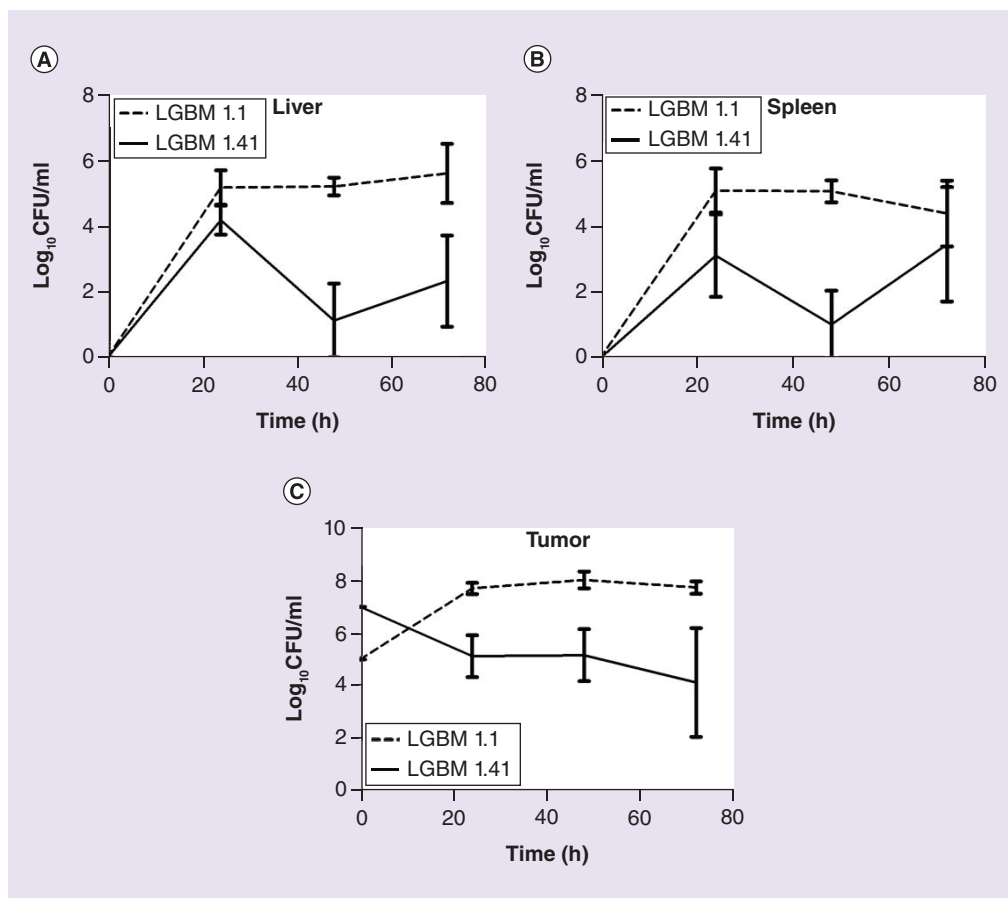 A
Liver
LGBM 1.1
LGBM 1.41
Log10CFU/ml
8
6
4
2
0
0 20 40 60 80
Time (h)
B
Spleen
LGBM 1.1
LGBM 1.41
Log10CFU/ml
8
6
4
2
0
0 20 40 60 80
Time (h)
C
Tumor
Log10CFU/ml
10
8
6
4
2
0
LGBM 1.1
LGBM 1.41
0 20 40 60 80
Time (h)